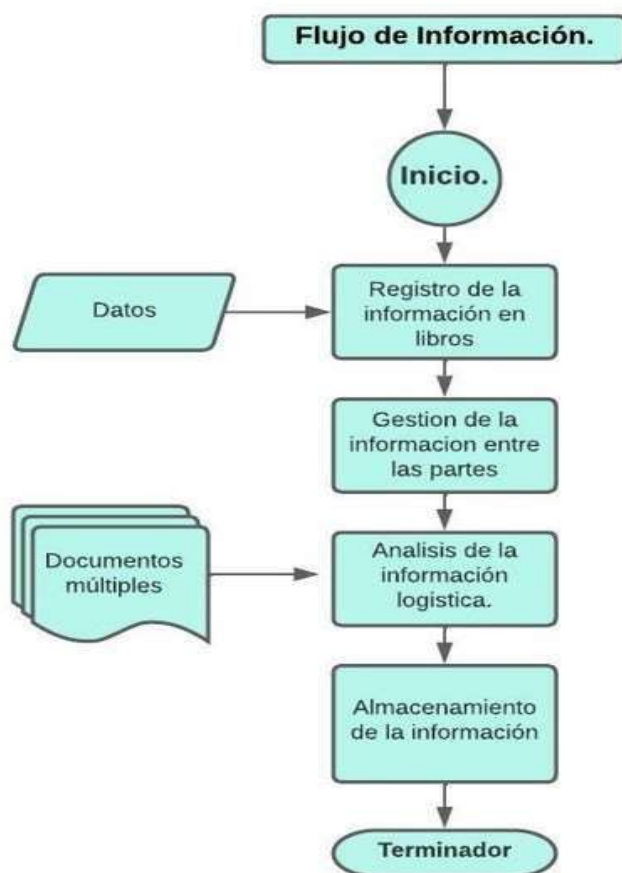 Flujo de Información.
Inicio.
Datos
Registro de la
información en
libros
Gestion de la
informacion entre
las partes
Documentos
múltiples
Analisis de la
información
logistica.
Almacenamiento
de la información
Terminador